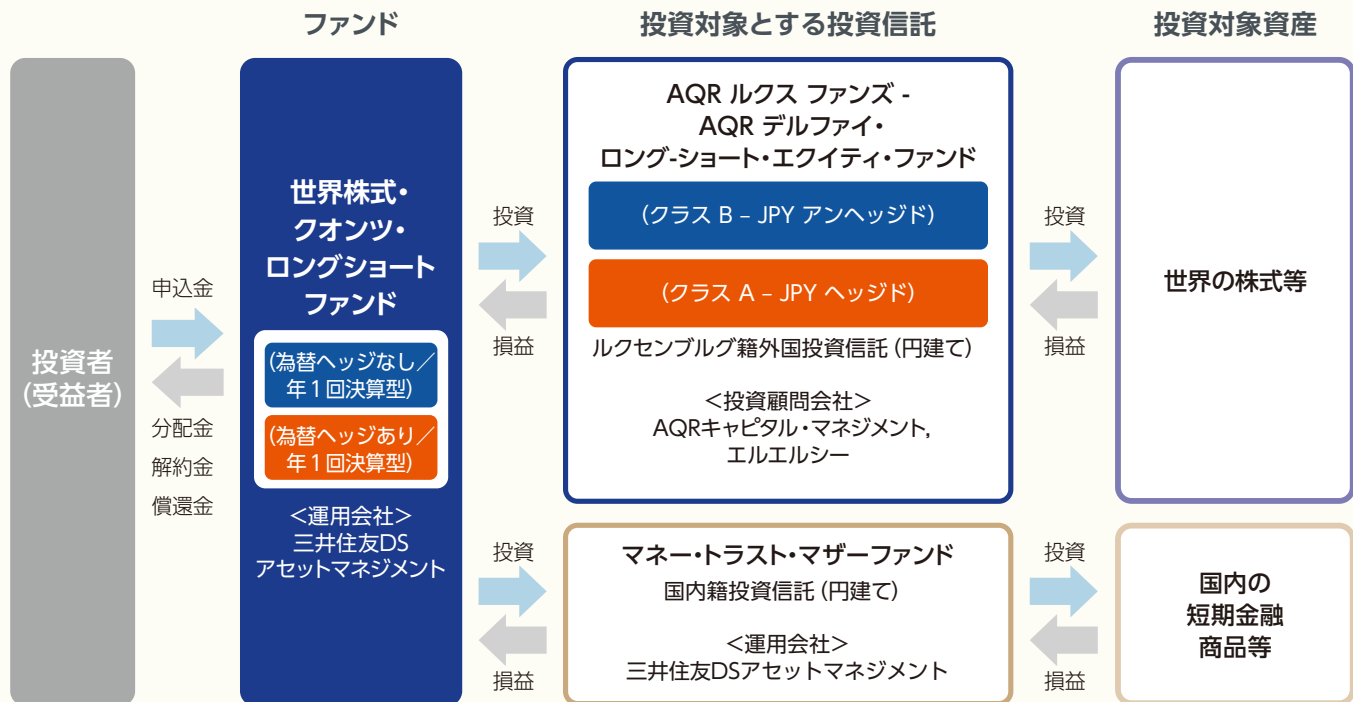 ファンド
投資対象とする投資信託
投資対象資産
投資者
(受益者)
申込金
分配金
解約金
償還金
世界株式・
クオンツ・
ロングショート
ファンド
(為替ヘッジなし／
年1回決算型)
(為替ヘッジあり／
年1回決算型)
＜運用会社＞
三井住友DS
アセットマネジメント
投資
損益
AQR ルクス ファンズ -
AQR デルファイ・
ロング-ショート・エクイティ・ファンド
(クラス B – JPY アンヘッジド)
(クラス A – JPY ヘッジド)
ルクセンブルグ籍外国投資信託 (円建て)
＜投資顧問会社＞
AQRキャピタル・マネジメント,
エルエルシー
投資
損益
世界の株式等
投資
損益
マネー・トラスト・マザーファンド
国内籍投資信託 (円建て)
＜運用会社＞
三井住友DSアセットマネジメント
投資
損益
国内の
短期金融
商品等